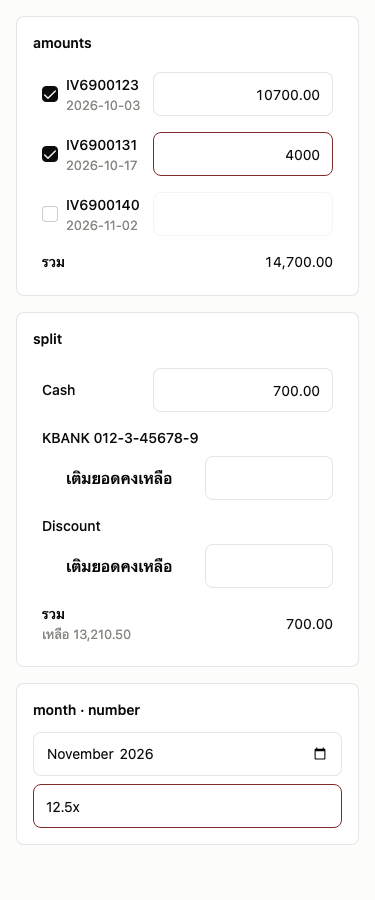 amounts
IV6900123
2026-10-03
10700.00
IV6900131
2026-10-17
4000
IV6900140
2026-11-02
รวม
14,700.00
split
Cash
700.00
KBANK 012-3-45678-9
เติมยอดคงเหลือ
Discount
เติมยอดคงเหลือ
รวม
เหลือ 13,210.50
700.00
month · number
November 2026
12.5x